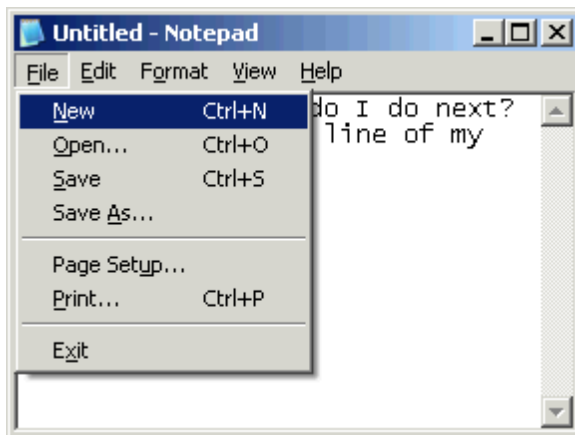 Untitled - Notepad
File Edit Format View Help
New Ctrl+N do I do next?
Open... Ctrl+O line of my
Save Ctrl+S
Save As...
Page Setup...
Print... Ctrl+P
Exit